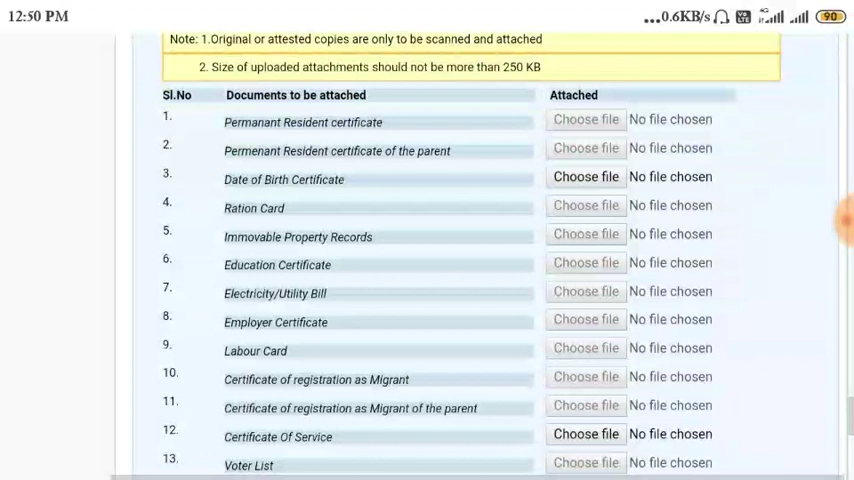 12:50 PM ...0.6KB/s 4G 90
Note: 1.Original or attested copies are only to be scanned and attached
2. Size of uploaded attachments should not be more than 250 KB
Sl.No Documents to be attached Attached
1. Permanant Resident certificate Choose file No file chosen
2. Permenant Resident certificate of the parent Choose file No file chosen
3. Date of Birth Certificate Choose file No file chosen
4. Ration Card Choose file No file chosen
5. Immovable Property Records Choose file No file chosen
6. Education Certificate Choose file No file chosen
7. Electricity/Utility Bill Choose file No file chosen
8. Employer Certificate Choose file No file chosen
9. Labour Card Choose file No file chosen
10. Certificate of registration as Migrant Choose file No file chosen
11. Certificate of registration as Migrant of the parent Choose file No file chosen
12. Certificate Of Service Choose file No file chosen
13. Voter List Choose file No file chosen